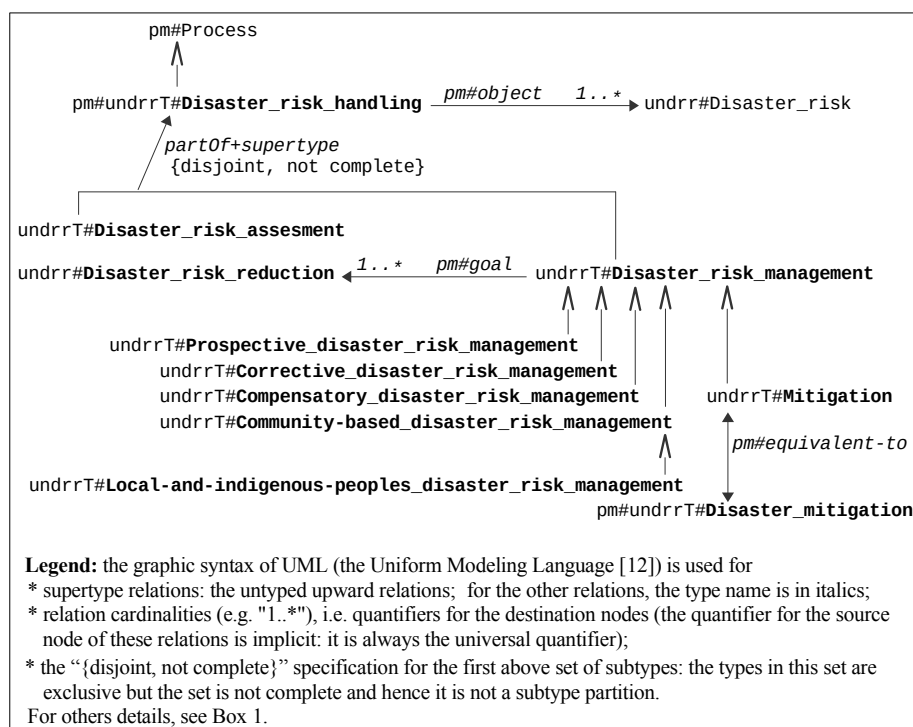 pm#Process
pm#undrrT#Disaster_risk_handling pm#object 1..* undrr#Disaster_risk
partOf+supertype
{disjoint, not complete}
undrrT#Disaster_risk_assesment
undrr#Disaster_risk_reduction 1..* pm#goal undrrT#Disaster_risk_management
undrrT#Prospective_disaster_risk_management
undrrT#Corrective_disaster_risk_management
undrrT#Compensatory_disaster_risk_management undrrT#Mitigation
undrrT#Community-based_disaster_risk_management
pm#equivalent-to
undrrT#Local-and-indigenous-peoples_disaster_risk_management
pm#undrrT#Disaster_mitigation
Legend: the graphic syntax of UML (the Uniform Modeling Language [12]) is used for
* supertype relations: the untyped upward relations; for the other relations, the type name is in italics;
* relation cardinalities (e.g. "1..*"), i.e. quantifiers for the destination nodes (the quantifier for the source
node of these relations is implicit: it is always the universal quantifier);
* the “{disjoint, not complete}” specification for the first above set of subtypes: the types in this set are
exclusive but the set is not complete and hence it is not a subtype partition.
For others details, see Box 1.